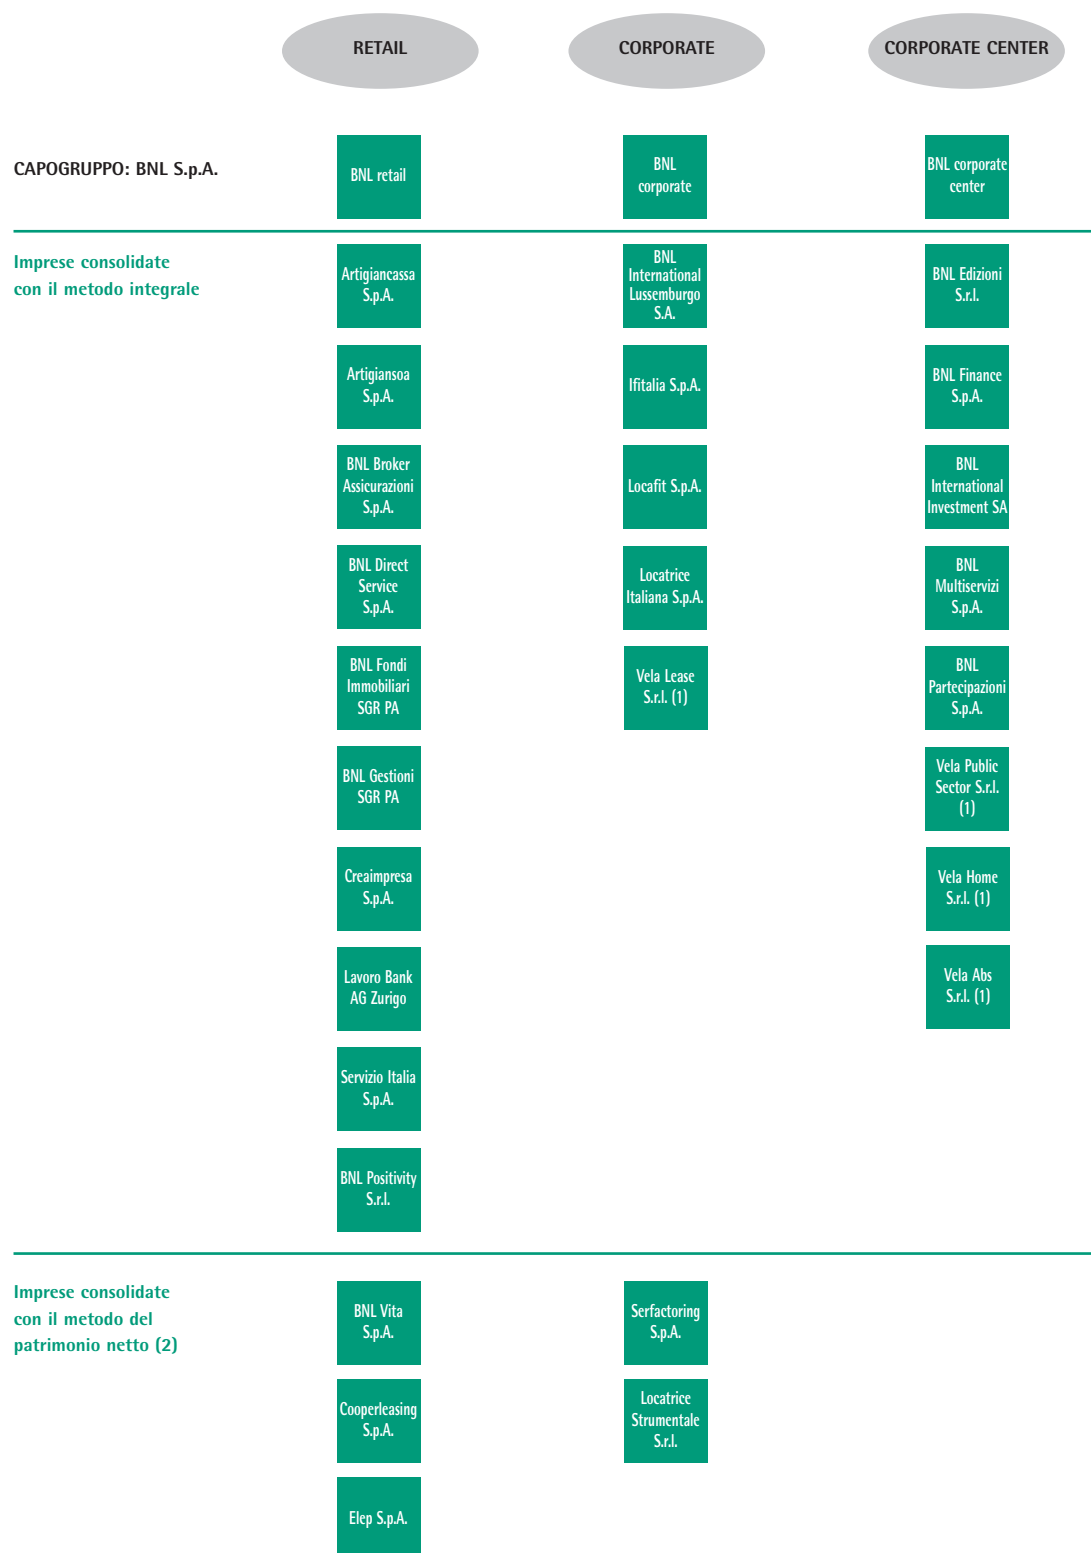 RETAIL
CORPORATE
CORPORATE CENTER
CAPOGRUPPO: BNL S.p.A.
BNL retail
BNL
corporate
BNL corporate
center
Imprese consolidate
con il metodo integrale
Artigiancassa
S.p.A.
BNL
International
Lussemburgo
S.A.
BNL Edizioni
S.r.l.
Artigiansoa
S.p.A.
Ifitalia S.p.A.
BNL Finance
S.p.A.
BNL Broker
Assicurazioni
S.p.A.
Locafit S.p.A.
BNL
International
Investment SA
BNL Direct
Service
S.p.A.
Locatrice
Italiana S.p.A.
BNL
Multiservizi
S.p.A.
BNL Fondi
Immobiliari
SGR PA
Vela Lease
S.r.l. (1)
BNL
Partecipazioni
S.p.A.
BNL Gestioni
SGR PA
Vela Public
Sector S.r.l.
(1)
Creaimpresa
S.p.A.
Vela Home
S.r.l. (1)
Lavoro Bank
AG Zurigo
Vela Abs
S.r.l. (1)
Servizio Italia
S.p.A.
BNL Positivity
S.r.l.
Imprese consolidate
con il metodo del
patrimonio netto (2)
BNL Vita
S.p.A.
Serfactoring
S.p.A.
Cooperleasing
S.p.A.
Locatrice
Strumentale
S.r.l.
Elep S.p.A.